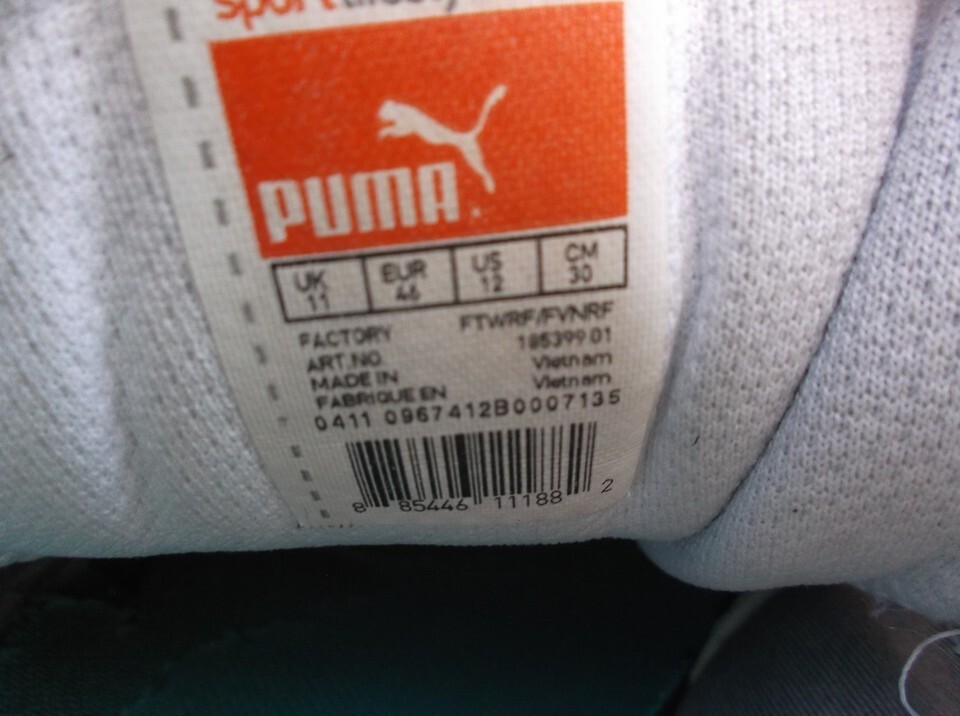 sport
PUMA
UK EUR US CM
11 46 12 30
FACTORY FTWRF/FVNRF
ART.NO. 185399 01
MADE IN Vietnam
FABRIQUE EN Vietnam
0411 0967412B0007135
8 85446 11188 2